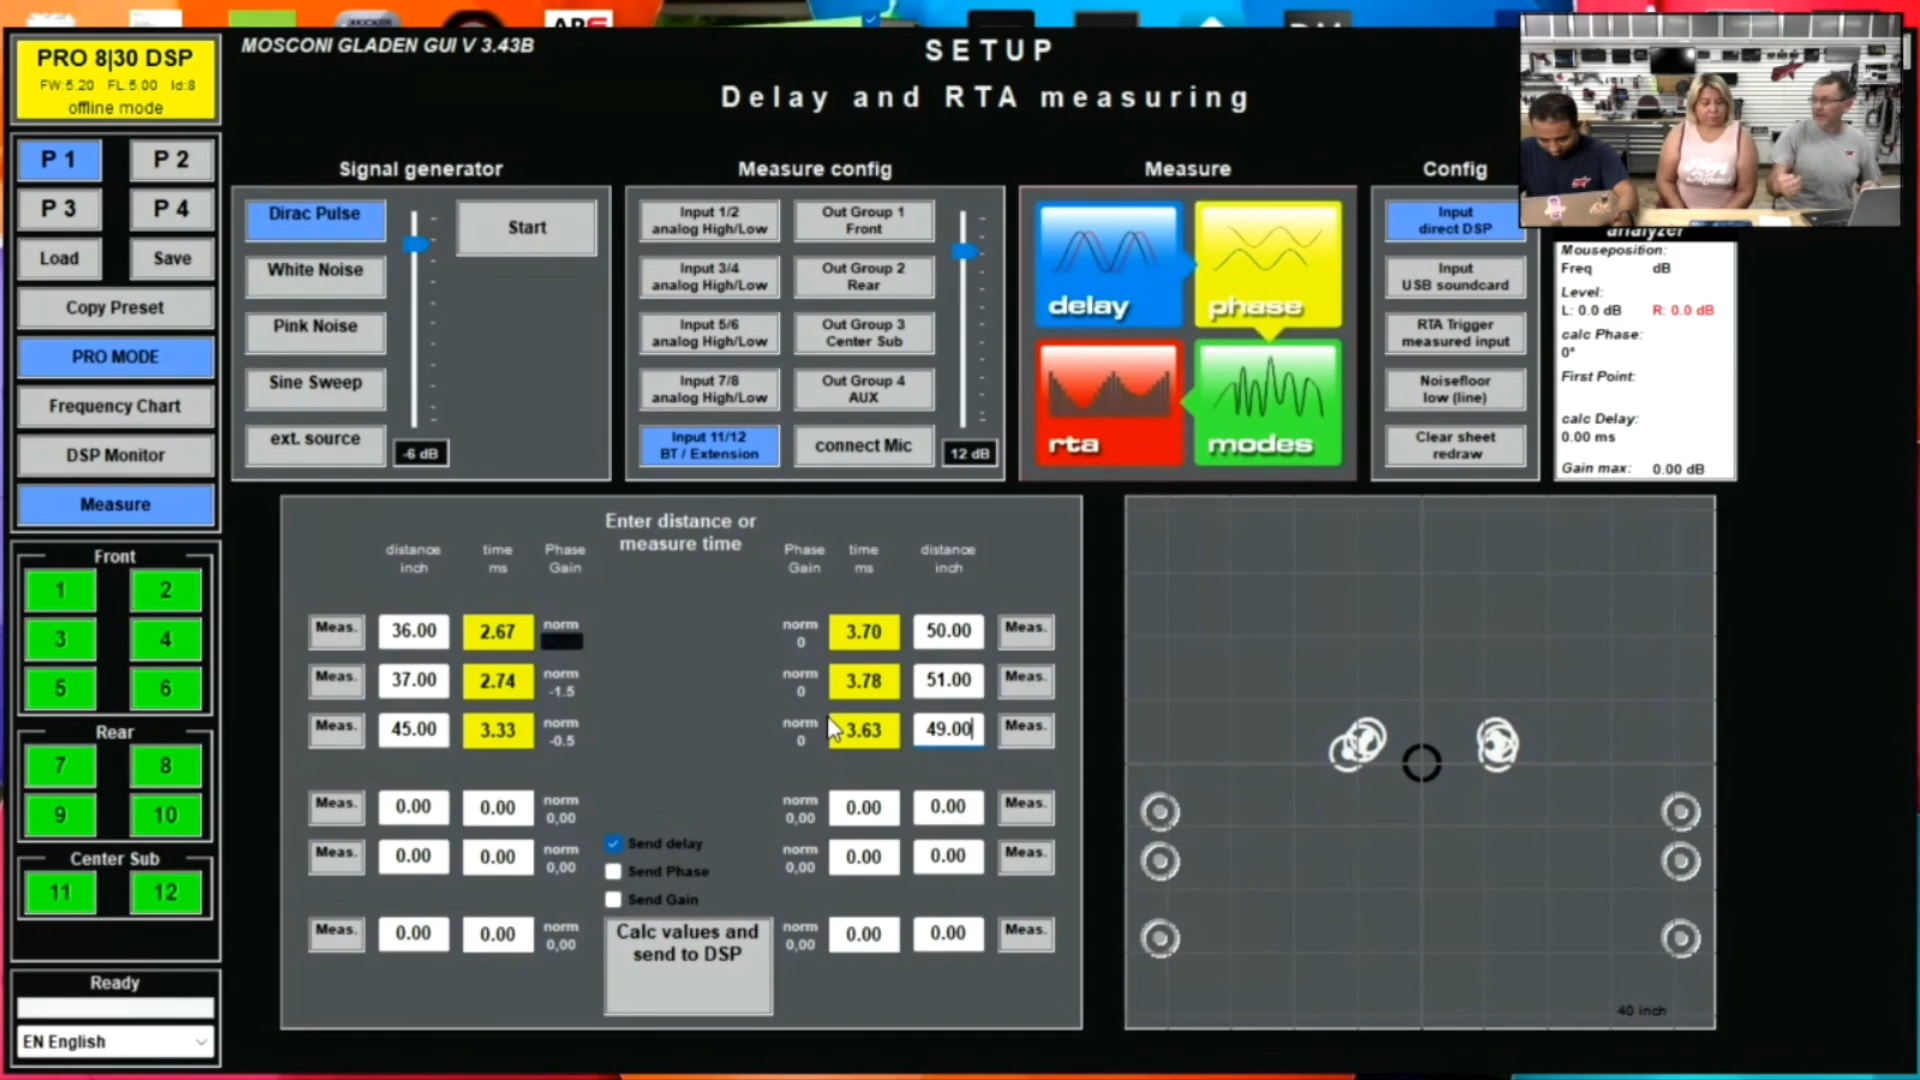 MOSCONI GLADEN GUI V 3.43B
SETUP
Delay and RTA measuring
PRO 8|30 DSP
FW:5.20 FL:5.00 Id:8
offline mode
P 1
P 2
P 3
P 4
Load
Save
Copy Preset
PRO MODE
Frequency Chart
DSP Monitor
Measure
Front
1
2
3
4
5
6
Rear
7
8
9
10
Center Sub
11
12
Ready
EN English
Signal generator
Dirac Pulse
White Noise
Pink Noise
Sine Sweep
ext. source
-6 dB
Start
Measure config
Input 1/2
analog High/Low
Input 3/4
analog High/Low
Input 5/6
analog High/Low
Input 7/8
analog High/Low
Input 11/12
BT / Extension
Out Group 1
Front
Out Group 2
Rear
Out Group 3
Center Sub
Out Group 4
AUX
connect Mic
12 dB
Measure
delay
phase
rta
modes
Config
Input
direct DSP
Input
USB soundcard
RTA Trigger
measured input
Noisefloor
low (line)
Clear sheet
redraw
analyzer
Mouseposition:
Freq dB
Level:
L: 0.0 dB R: 0.0 dB
calc Phase:
0°
First Point:
calc Delay:
0.00 ms
Gain max: 0.00 dB
Enter distance or
measure time
distance
inch
time
ms
Phase
Gain
Phase
Gain
time
ms
distance
inch
Meas. 36.00 2.67 norm
norm
0
3.70 50.00 Meas.
Meas. 37.00 2.74 norm
-1.5
norm
0
3.78 51.00 Meas.
Meas. 45.00 3.33 norm
-0.5
norm
0
3.63 49.00 Meas.
Meas. 0.00 0.00 norm
0,00
norm
0,00
0.00 0.00 Meas.
Meas. 0.00 0.00 norm
0,00
norm
0,00
0.00 0.00 Meas.
Meas. 0.00 0.00 norm
0,00
norm
0,00
0.00 0.00 Meas.
Send delay
Send Phase
Send Gain
Calc values and
send to DSP
40 inch